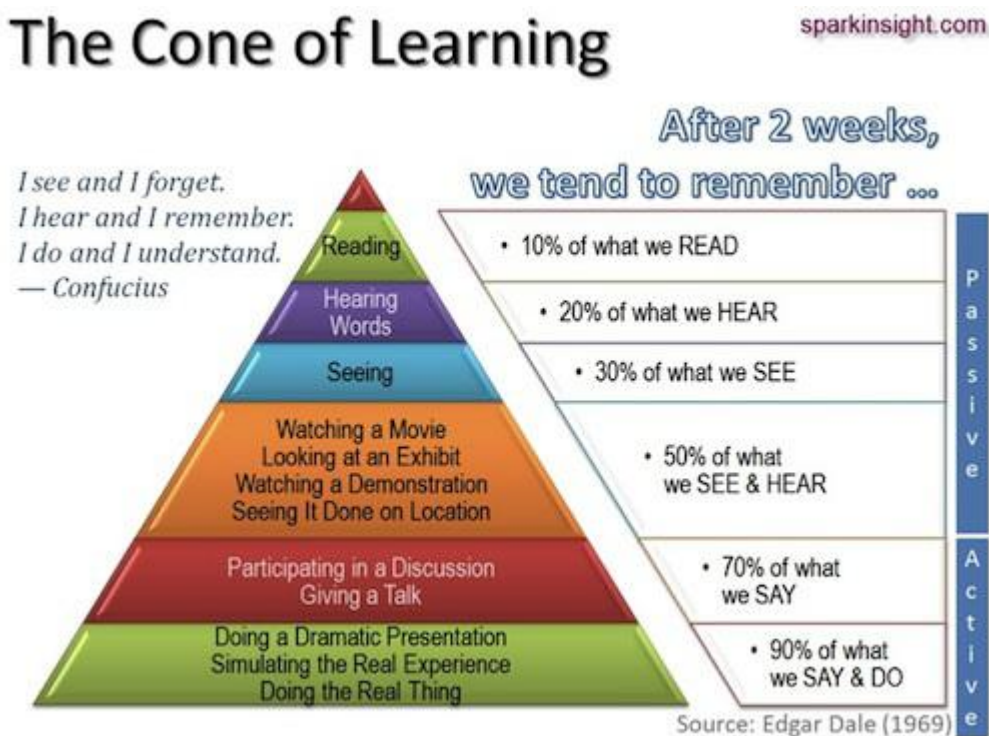 The Cone of Learning
sparkinsight.com
After 2 weeks,
we tend to remember ...
I see and I forget.
I hear and I remember.
I do and I understand.
— Confucius
Reading
• 10% of what we READ
Hearing
Words
• 20% of what we HEAR
Seeing
• 30% of what we SEE
Watching a Movie
Looking at an Exhibit
Watching a Demonstration
Seeing It Done on Location
• 50% of what
we SEE & HEAR
Participating in a Discussion
Giving a Talk
• 70% of what
we SAY
Doing a Dramatic Presentation
Simulating the Real Experience
Doing the Real Thing
• 90% of what
we SAY & DO
Passive
Active
Source: Edgar Dale (1969)